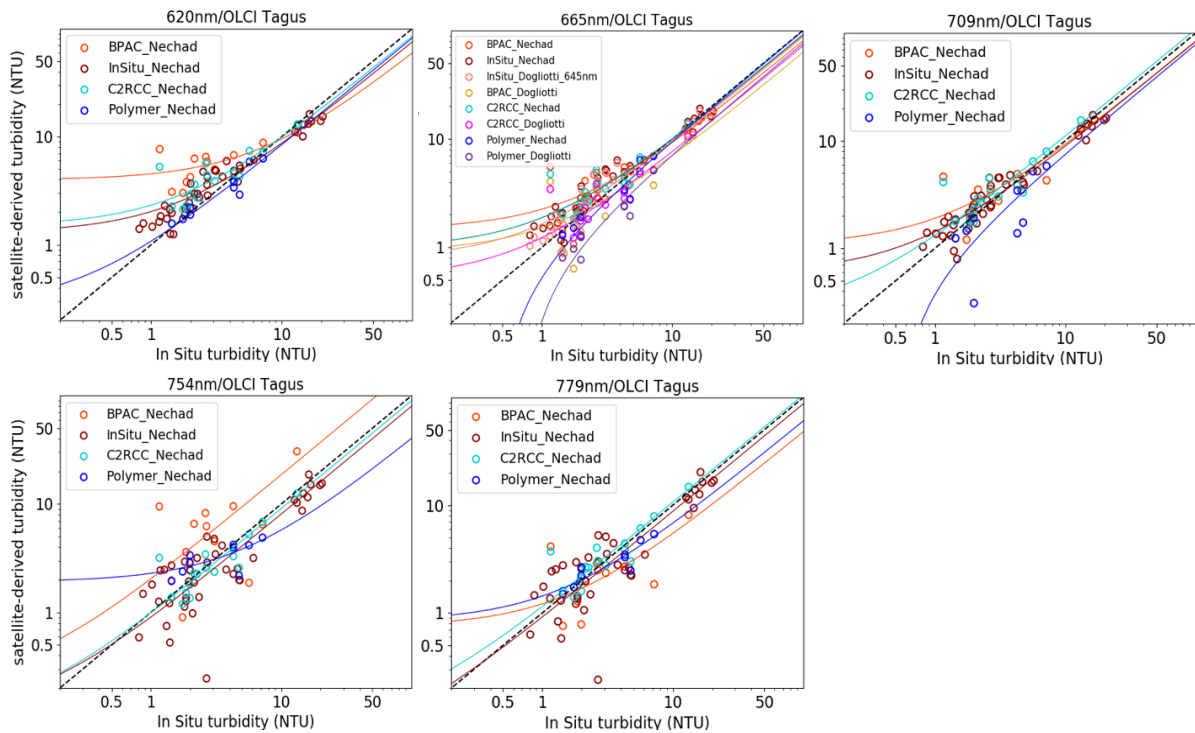 620nm/OLCI Tagus
satellite-derived turbidity (NTU)
50
10
5
1
0.5
BPAC_Nechad
InSitu_Nechad
C2RCC_Nechad
Polymer_Nechad
0.5
1
10
50
In Situ turbidity (NTU)
665nm/OLCI Tagus
50
10
5
1
0.5
BPAC_Nechad
InSitu_Nechad
InSitu_Dogliotti_645nm
BPAC_Dogliotti
C2RCC_Nechad
C2RCC_Dogliotti
Polymer_Nechad
Polymer_Dogliotti
0.5
1
10
50
In Situ turbidity (NTU)
709nm/OLCI Tagus
50
10
5
1
0.5
BPAC_Nechad
InSitu_Nechad
C2RCC_Nechad
Polymer_Nechad
0.5
1
10
50
In Situ turbidity (NTU)
754nm/OLCI Tagus
satellite-derived turbidity (NTU)
50
10
5
1
0.5
BPAC_Nechad
InSitu_Nechad
C2RCC_Nechad
Polymer_Nechad
0.5
1
10
50
In Situ turbidity (NTU)
779nm/OLCI Tagus
50
10
5
1
0.5
BPAC_Nechad
InSitu_Nechad
C2RCC_Nechad
Polymer_Nechad
0.5
1
10
50
In Situ turbidity (NTU)